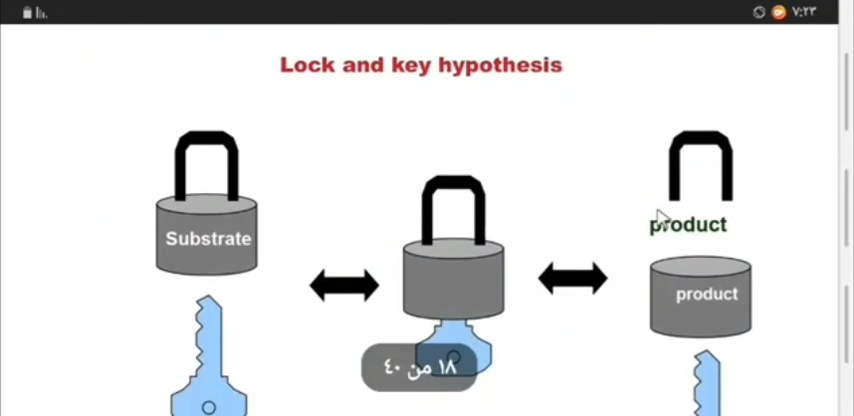 ٧:٢٣
Lock and key hypothesis
product
Substrate
product
١٨ من ٤٠